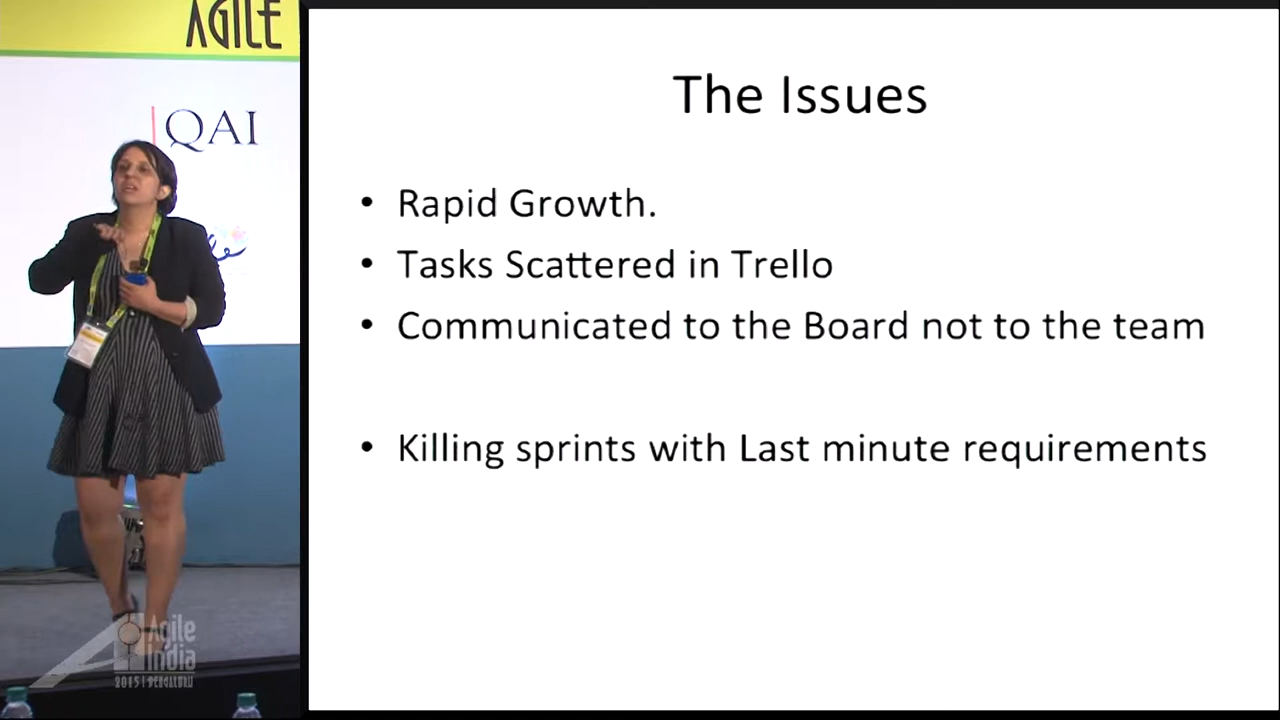 AGILE
QAI
The Issues
• Rapid Growth.
• Tasks Scattered in Trello
• Communicated to the Board not to the team
• Killing sprints with Last minute requirements
Agile
India
2015 | BENGALURU